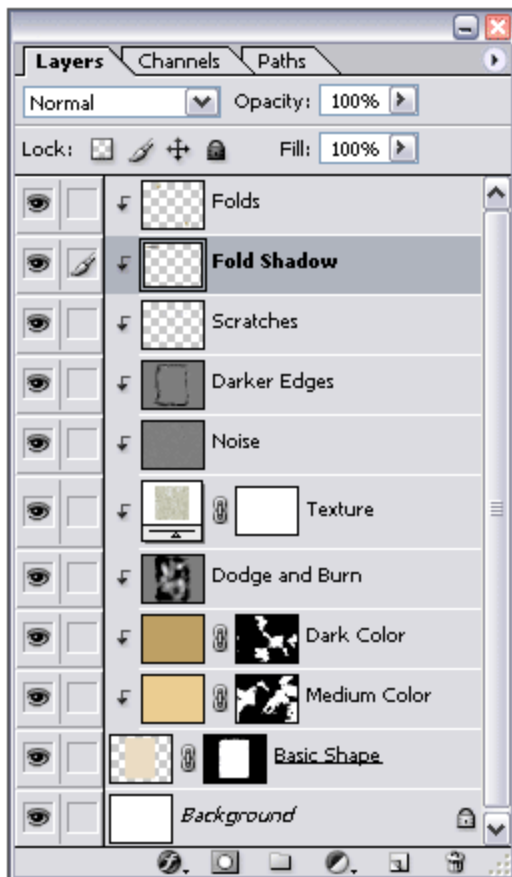 Layers Channels Paths
Normal Opacity: 100%
Lock: Fill: 100%
Folds
Fold Shadow
Scratches
Darker Edges
Noise
Texture
Dodge and Burn
Dark Color
Medium Color
Basic Shape
Background